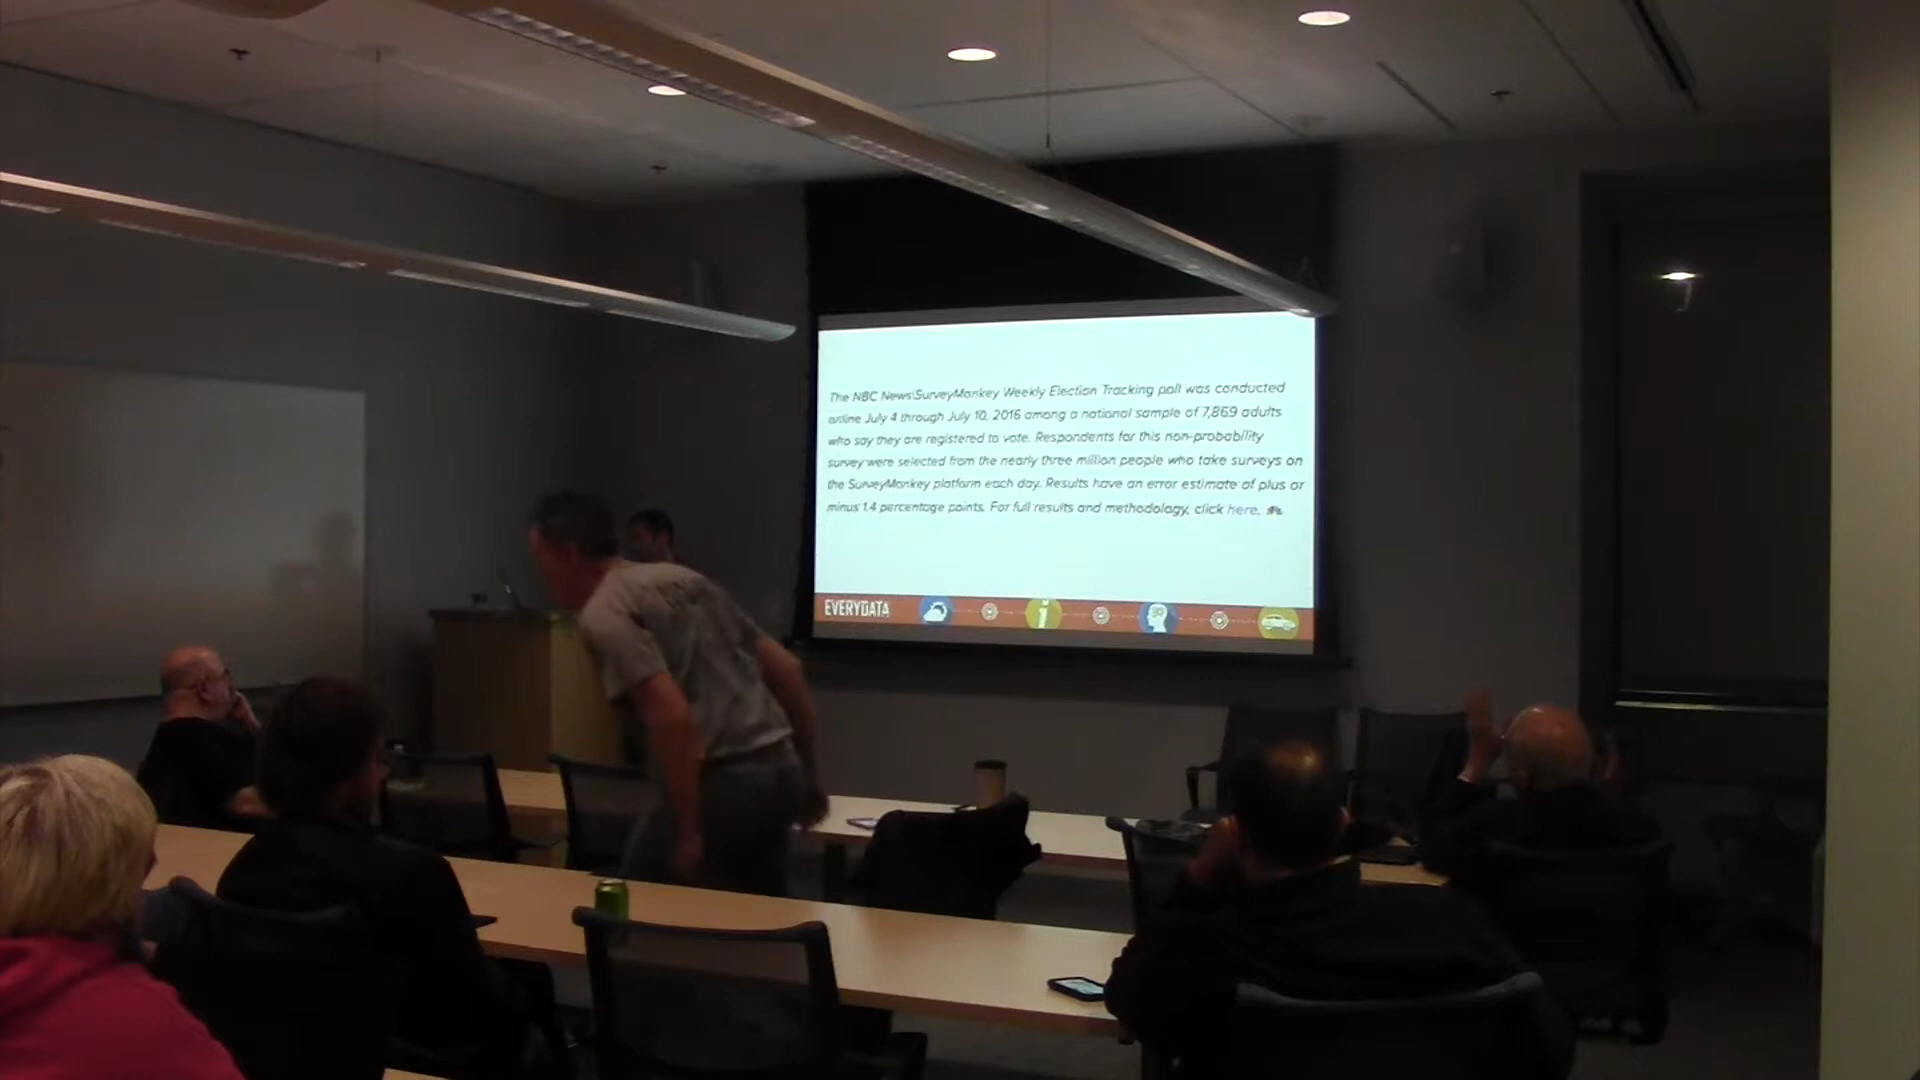 The NBC News\SurveyMonkey Weekly Election Tracking poll was conducted
online July 4 through July 10, 2016 among a national sample of 7,869 adults
who say they are registered to vote. Respondents for this non-probability
survey were selected from the nearly three million people who take surveys on
the SurveyMonkey platform each day. Results have an error estimate of plus or
minus 1.4 percentage points. For full results and methodology, click here.
EVERYDATA